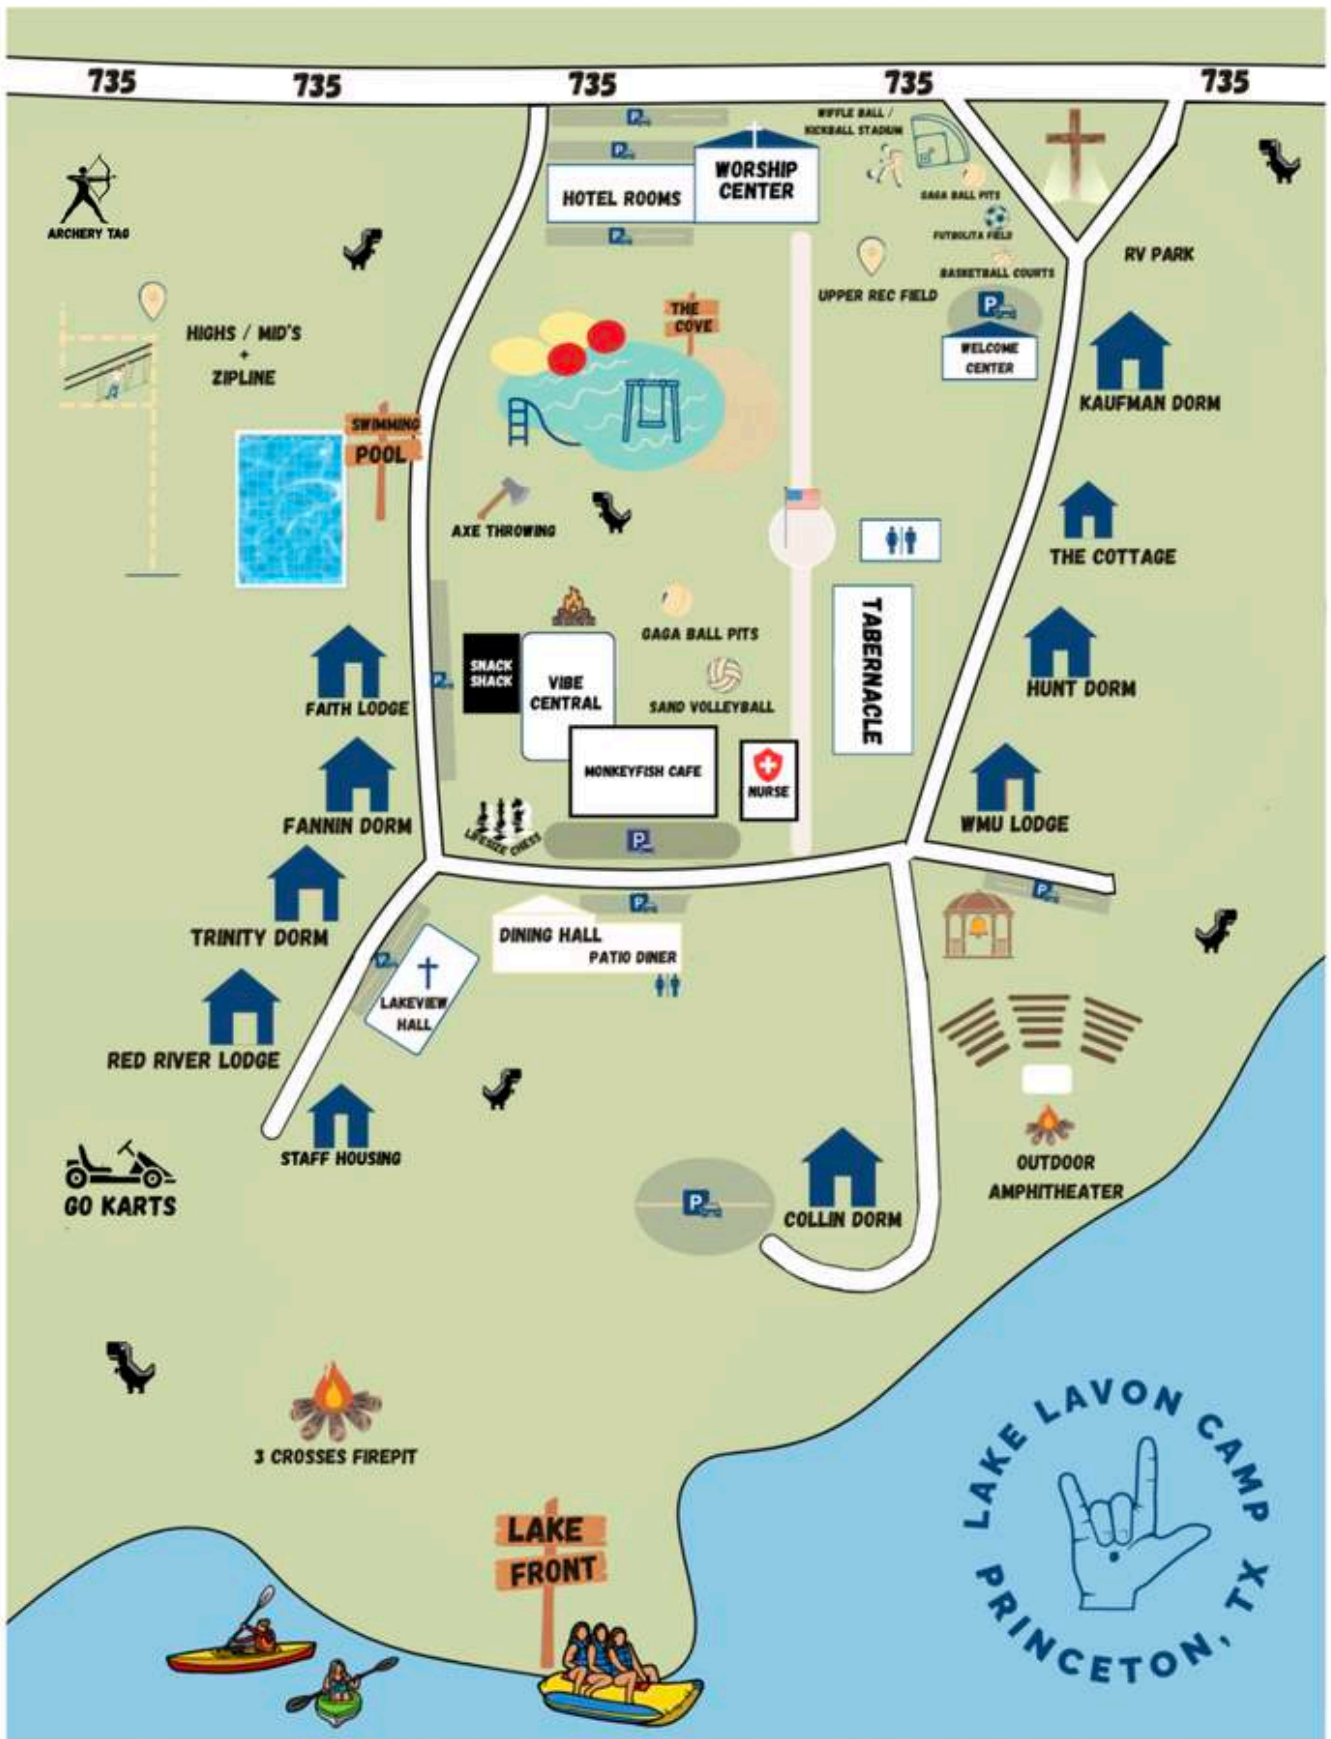 735
735
735
735
735
WIFFLE BALL /
KICKBALL STADIUM
P
P
HOTEL ROOMS
WORSHIP
CENTER
P
ARCHERY TAG
GAGA BALL PITS
FUTBOLITA FIELD
BASKETBALL COURTS
RV PARK
UPPER REC FIELD
P
WELCOME
CENTER
THE
COVE
HIGHS / MID'S
+
ZIPLINE
KAUFMAN DORM
SWIMMING
POOL
AXE THROWING
THE COTTAGE
GAGA BALL PITS
TABERNACLE
SNACK
SHACK
VIBE
CENTRAL
SAND VOLLEYBALL
P
FAITH LODGE
HUNT DORM
MONKEYFISH CAFE
NURSE
FANNIN DORM
LIFESIZE CHESS
P
WMU LODGE
TRINITY DORM
P
DINING HALL
PATIO DINER
P
P
LAKEVIEW
HALL
RED RIVER LODGE
STAFF HOUSING
GO KARTS
P
COLLIN DORM
OUTDOOR
AMPHITHEATER
3 CROSSES FIREPIT
LAKE
FRONT
LAKE LAVON CAMP
PRINCETON, TX